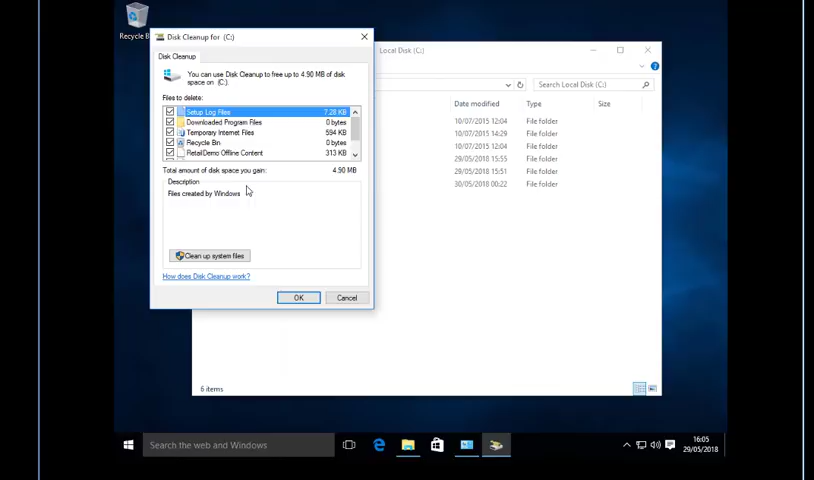 Recycle B
Disk Cleanup for (C:)
Disk Cleanup
You can use Disk Cleanup to free up to 4.90 MB of disk
space on (C:).
Files to delete:
Setup Log Files 7.28 KB
Downloaded Program Files 0 bytes
Temporary Internet Files 594 KB
Recycle Bin 0 bytes
RetailDemo Offline Content 313 KB
Total amount of disk space you gain: 4.90 MB
Description
Files created by Windows
Clean up system files
How does Disk Cleanup work?
OK Cancel
Local Disk (C:)
Search Local Disk (C:)
Date modified Type Size
10/07/2015 12:04 File folder
10/07/2015 14:29 File folder
10/07/2015 12:04 File folder
29/05/2018 15:55 File folder
29/05/2018 15:51 File folder
30/05/2018 00:22 File folder
6 items
Search the web and Windows
16:05
29/05/2018